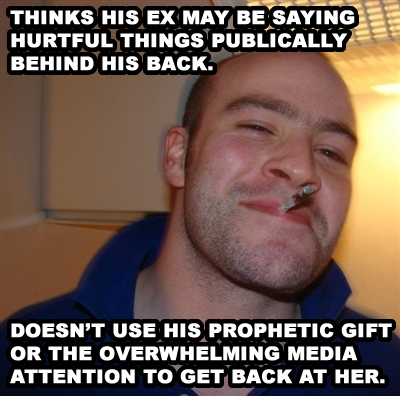 THINKS HIS EX MAY BE SAYING
HURTFUL THINGS PUBLICALLY
BEHIND HIS BACK.
DOESN'T USE HIS PROPHETIC GIFT
OR THE OVERWHELMING MEDIA
ATTENTION TO GET BACK AT HER.